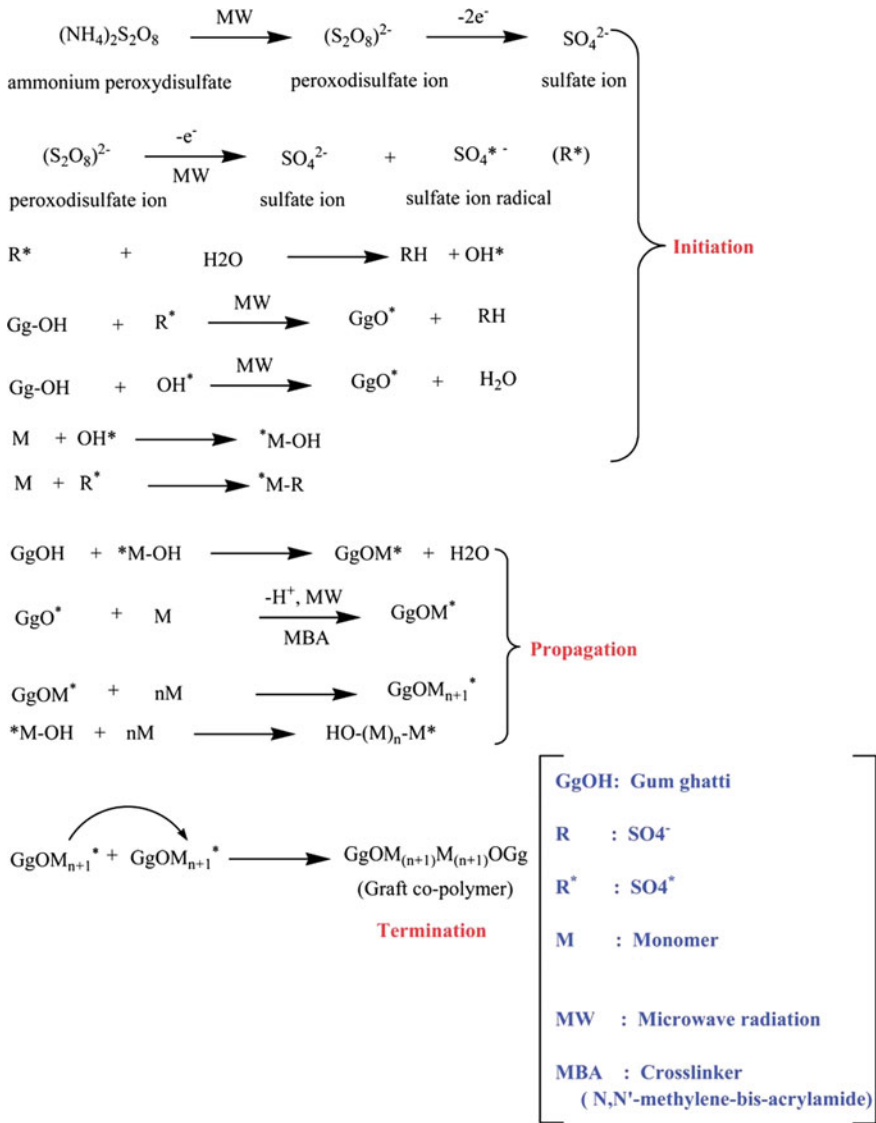 MW -2e⁻
(NH₄)₂S₂O₈ (S₂O₈)²⁻ SO₄²⁻
ammonium peroxydisulfate peroxodisulfate ion sulfate ion
-e⁻
(S₂O₈)²⁻ SO₄²⁻ + SO₄*⁻ (R*)
MW
peroxodisulfate ion sulfate ion sulfate ion radical
R* + H2O RH + OH*
Initiation
MW
Gg-OH + R* GgO* + RH
MW
Gg-OH + OH* GgO* + H₂O
M + OH* *M-OH
M + R* *M-R
GgOH + *M-OH GgOM* + H2O
-H⁺, MW
GgO* + M GgOM*
MBA
Propagation
GgOM* + nM GgOMₙ₊₁*
*M-OH + nM HO-(M)ₙ-M*
GgOMₙ₊₁* + GgOMₙ₊₁* GgOM₍ₙ₊₁₎M₍ₙ₊₁₎OGg
(Graft co-polymer)
Termination
GgOH: Gum ghatti
R : SO4⁻
R* : SO4*
M : Monomer
MW : Microwave radiation
MBA : Crosslinker
( N,N'-methylene-bis-acrylamide)